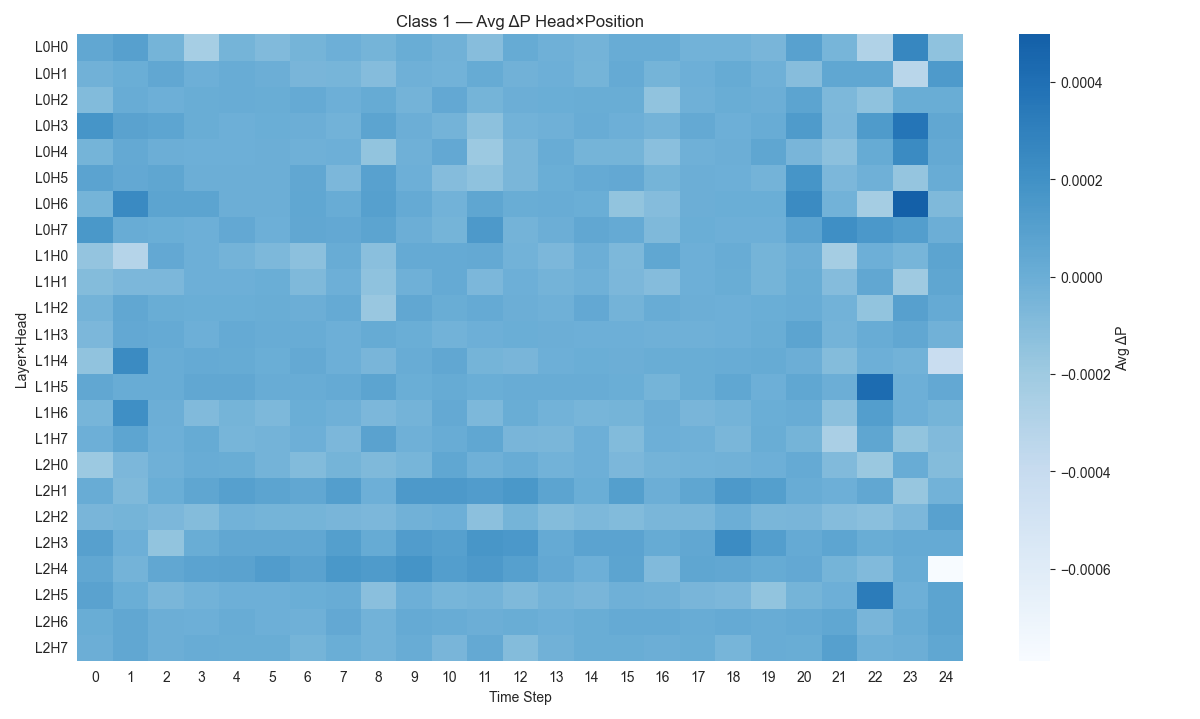 Class 1 — Avg ΔP Head×Position
L0H0
L0H1
L0H2
L0H3
L0H4
L0H5
L0H6
L0H7
L1H0
L1H1
L1H2
L1H3
L1H4
L1H5
L1H6
L1H7
L2H0
L2H1
L2H2
L2H3
L2H4
L2H5
L2H6
L2H7
Layer×Head
0 1 2 3 4 5 6 7 8 9 10 11 12 13 14 15 16 17 18 19 20 21 22 23 24
Time Step
0.0004
0.0002
0.0000
−0.0002
−0.0004
−0.0006
Avg ΔP